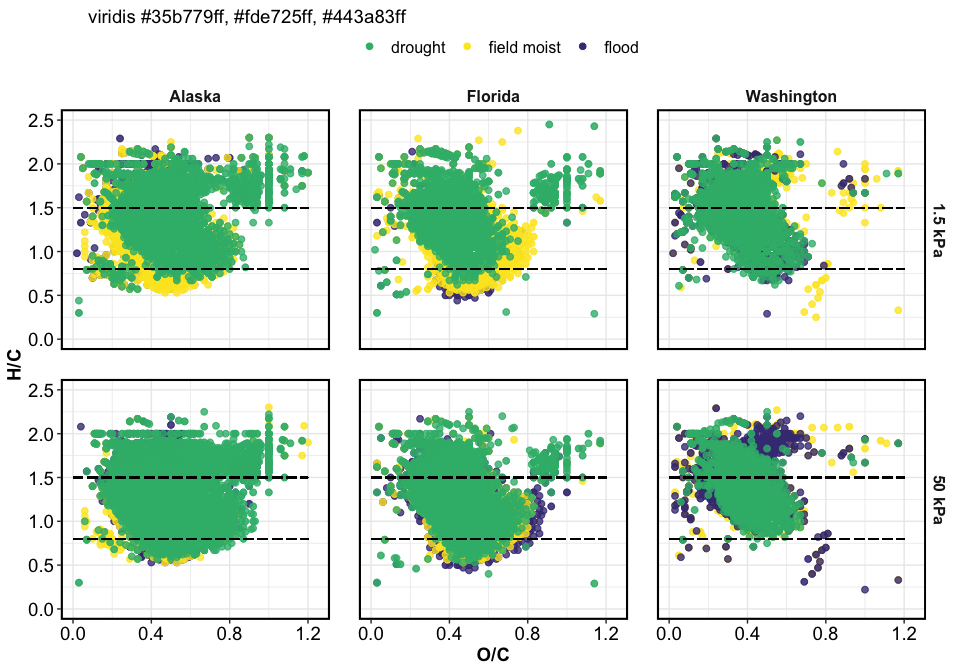 viridis #35b779ff, #fde725ff, #443a83ff
drought field moist flood
Alaska Florida Washington
2.5
2.0
1.5
1.0
0.5
0.0
1.5 kPa
H/C
2.5
2.0
1.5
1.0
0.5
0.0
50 kPa
0.0 0.4 0.8 1.2 0.0 0.4 0.8 1.2 0.0 0.4 0.8 1.2
O/C